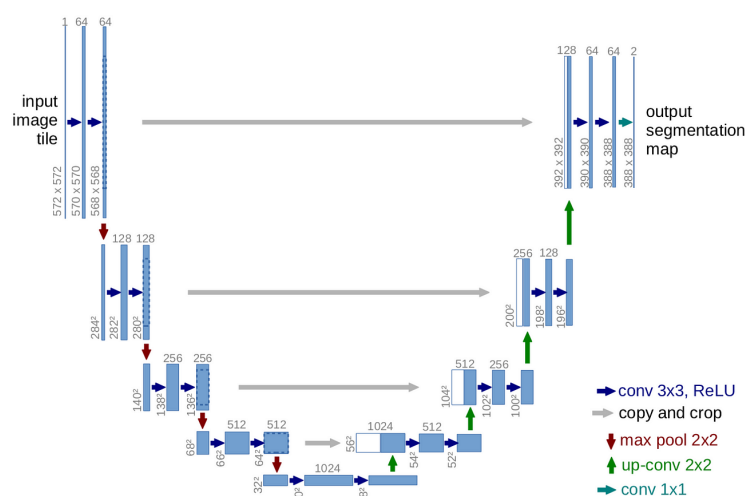 1 64 64
input
image
tile
572 x 572
570 x 570
568 x 568
128 64 64 2
output
segmentation
map
392 x 392
390 x 390
388 x 388
388 x 388
128 128
284²
282²
280²
256 128
200²
198²
196²
256 256
140²
138²
136²
512 256
104²
102²
100²
512 512
68²
66²
64²
1024 512
56²
54²
52²
1024
32²
conv 3x3, ReLU
copy and crop
max pool 2x2
up-conv 2x2
conv 1x1